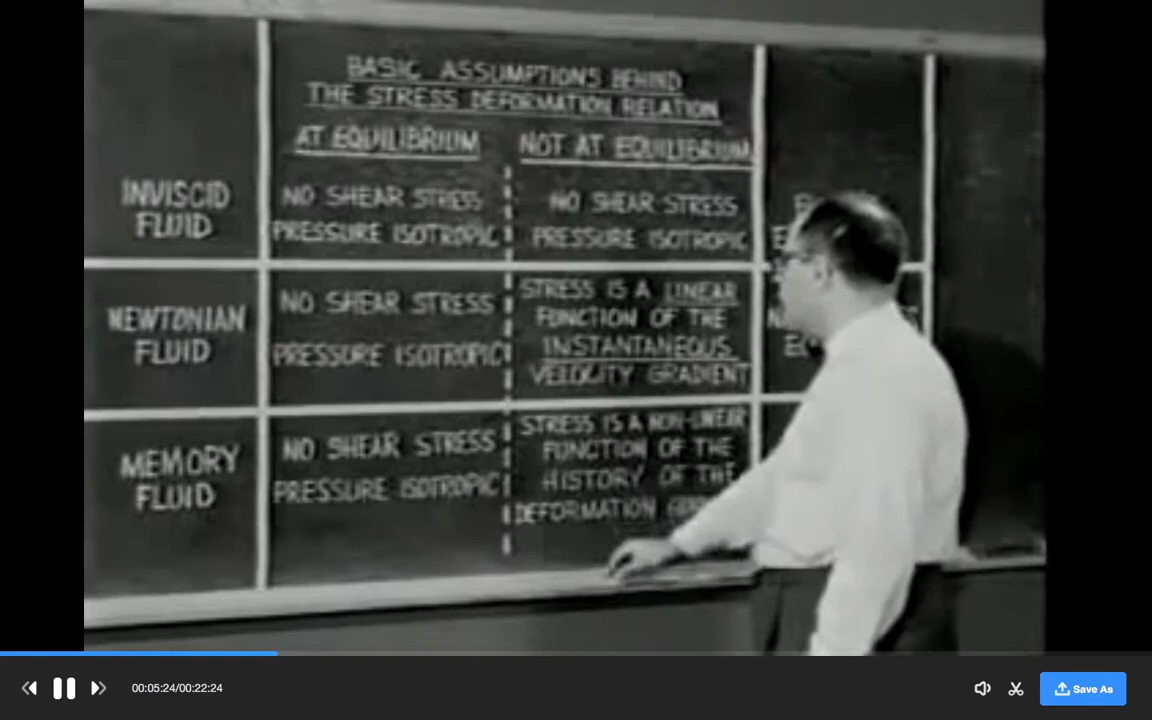 BASIC ASSUMPTIONS BEHIND
THE STRESS DEFORMATION RELATION
AT EQUILIBRIUM
NOT AT EQUILIBRIUM
INVISCID
FLUID
NO SHEAR STRESS
PRESSURE ISOTROPIC
NO SHEAR STRESS
PRESSURE ISOTROPIC
NEWTONIAN
FLUID
NO SHEAR STRESS
PRESSURE ISOTROPIC
STRESS IS A LINEAR
FUNCTION OF THE
INSTANTANEOUS
VELOCITY GRADIENT
MEMORY
FLUID
NO SHEAR STRESS
PRESSURE ISOTROPIC
STRESS IS A NON-LINEAR
FUNCTION OF THE
HISTORY OF THE
DEFORMATION
00:05:24/00:22:24
Save As